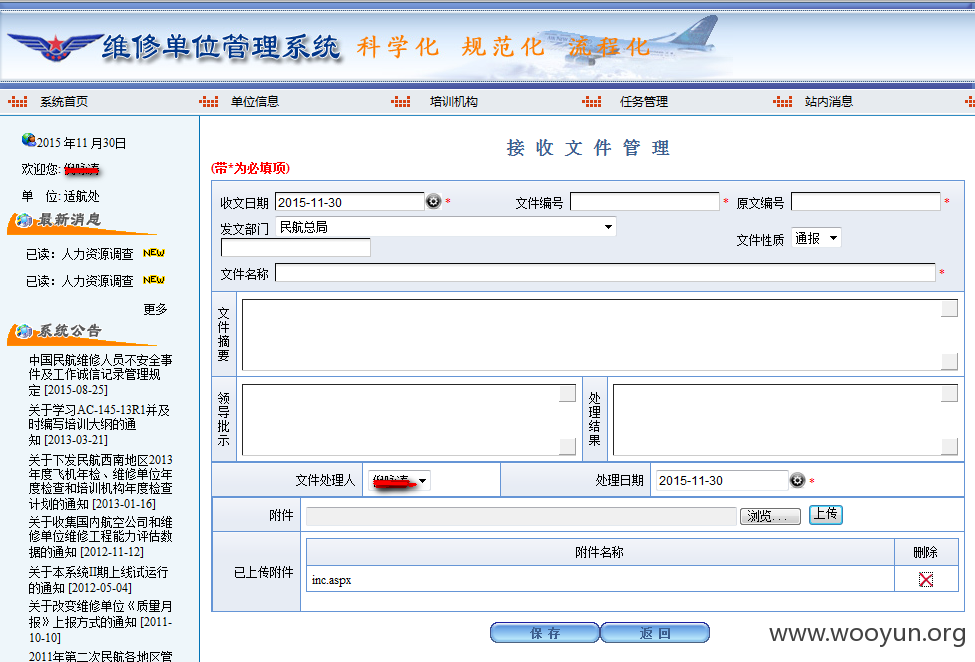 维修单位管理系统 科学化 规范化 流程化
系统首页 单位信息 培训机构 任务管理 站内消息
2015 年11 月30日
欢迎您:
单 位: 适航处
最新消息
已读：人力资源调查 NEW
已读：人力资源调查 NEW
更多
系统公告
中国民航维修人员不安全事
件及工作诚信记录管理规
定 [2015-08-25]
关于学习AC-145-13R1并及
时编写培训大纲的通
知 [2013-03-21]
关于下发民航西南地区2013
年度飞机年检、维修单位年
度检查和培训机构年度检查
计划的通知 [2013-01-16]
关于收集国内航空公司和维
修单位维修工程能力评估数
据的通知 [2012-11-12]
关于本系统II期上线试运行
的通知 [2012-05-04]
关于改变维修单位《质量月
报》上报方式的通知 [2011-
10-10]
2011年第二次民航各地区管
接收文件管理
(带*为必填项)
收文日期 2015-11-30 * 文件编号 * 原文编号 *
发文部门 民航总局
文件性质 通报
文件名称 *
文件摘要
领导批示
处理结果
文件处理人 处理日期 2015-11-30 *
附件 浏览... 上传
已上传附件 附件名称 删除
inc.aspx
保 存 返 回
www.wooyun.org